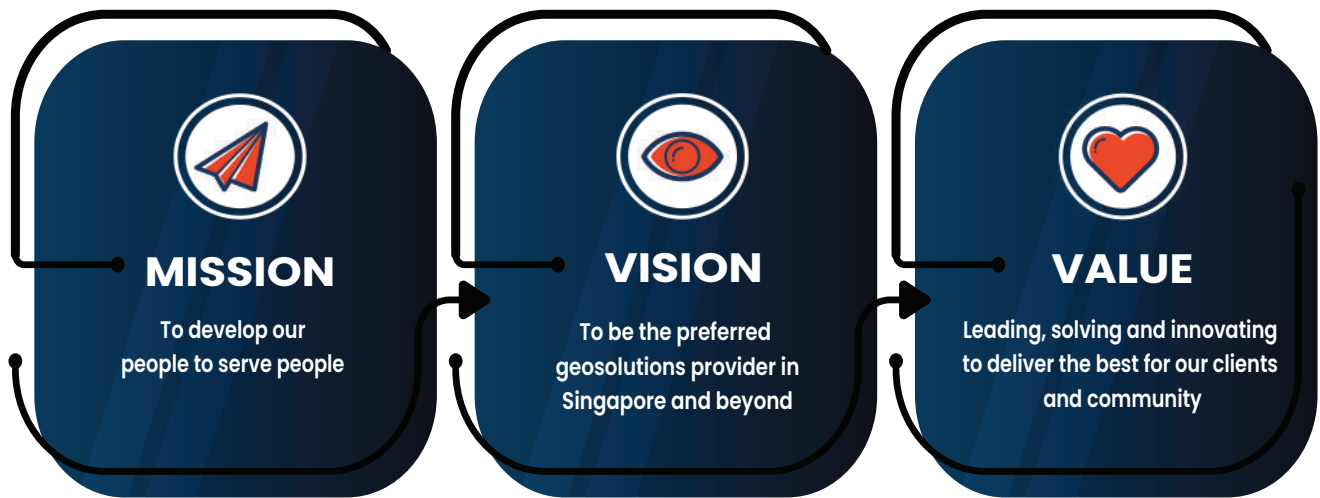 MISSION
To develop our
people to serve people
VISION
To be the preferred
geosolutions provider in
Singapore and beyond
VALUE
Leading, solving and innovating
to deliver the best for our clients
and community